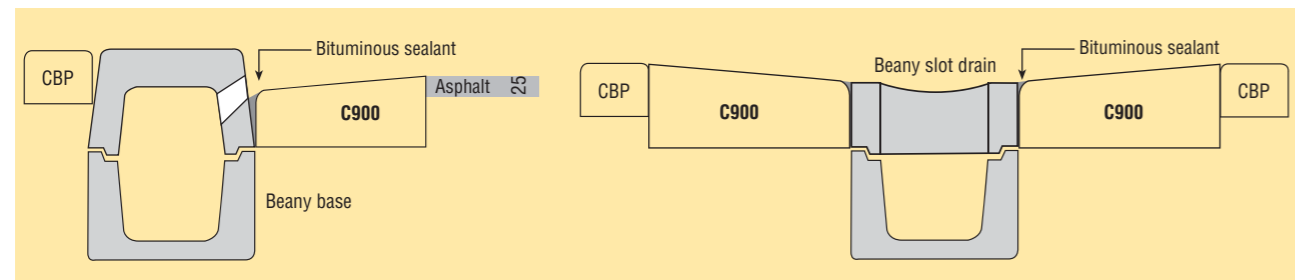 Bituminous sealant
CBP
Asphalt 25
C900
Beany base
Bituminous sealant
Beany slot drain
CBP
C900
C900
CBP